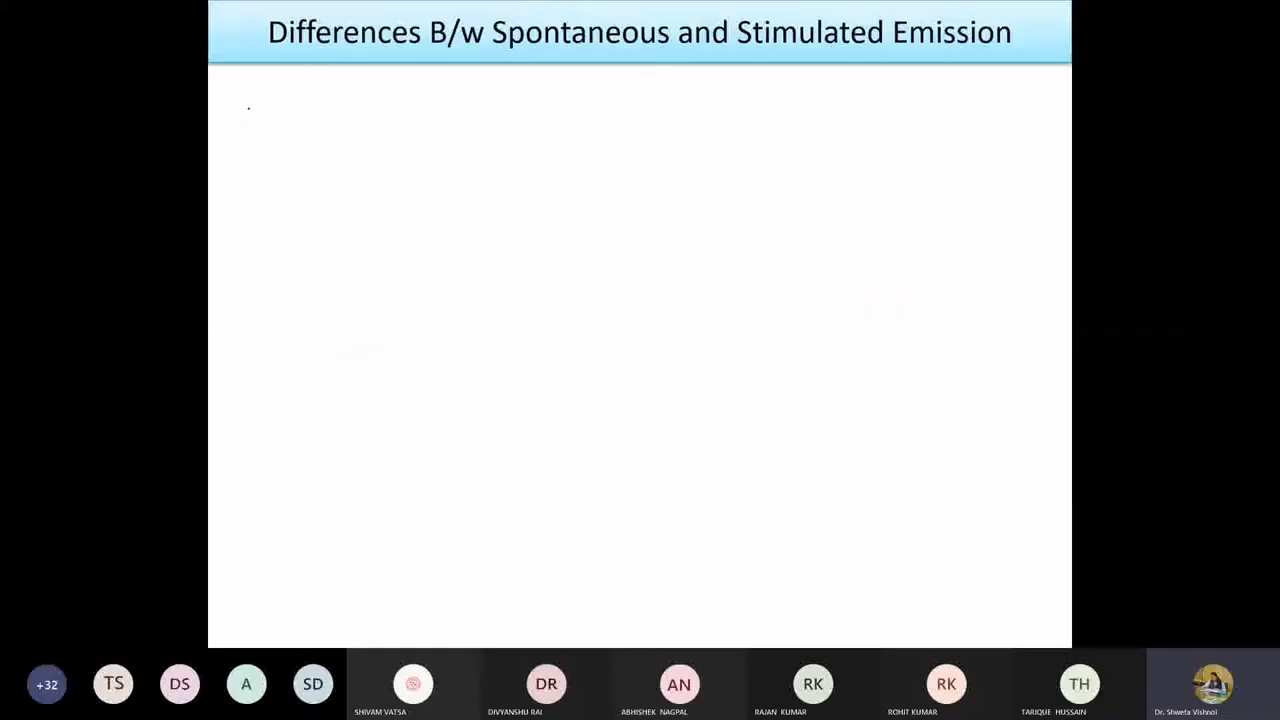 Differences B/w Spontaneous and Stimulated Emission
+32
TS
DS
A
SD
DR
AN
RK
RK
TH
SHIVAM VATSA
DIVYANSHU RAI
ABHISHEK NAGPAL
RAJAN KUMAR
ROHIT KUMAR
TARIQUE HUSSAIN
Dr. Shweta Vishnoi